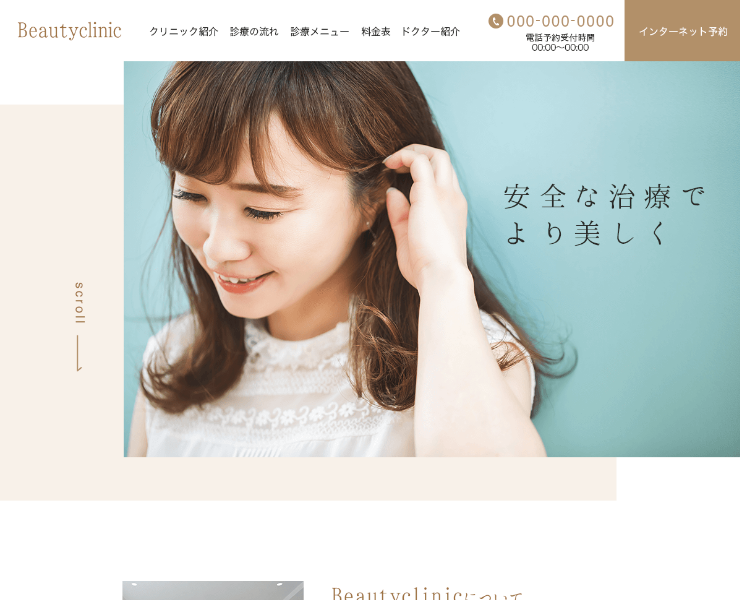 Beautyclinic
クリニック紹介 診療の流れ 診療メニュー 料金表 ドクター紹介
000-000-0000
電話予約受付時間
00:00〜00:00
インターネット予約
安全な治療で
より美しく
scroll
Beautyclinicについて